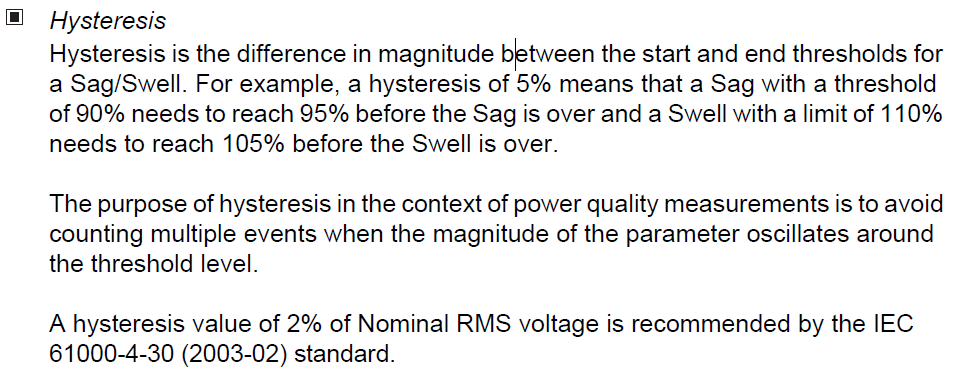 Hysteresis
Hysteresis is the difference in magnitude between the start and end thresholds for
a Sag/Swell. For example, a hysteresis of 5% means that a Sag with a threshold
of 90% needs to reach 95% before the Sag is over and a Swell with a limit of 110%
needs to reach 105% before the Swell is over.
The purpose of hysteresis in the context of power quality measurements is to avoid
counting multiple events when the magnitude of the parameter oscillates around
the threshold level.
A hysteresis value of 2% of Nominal RMS voltage is recommended by the IEC
61000-4-30 (2003-02) standard.